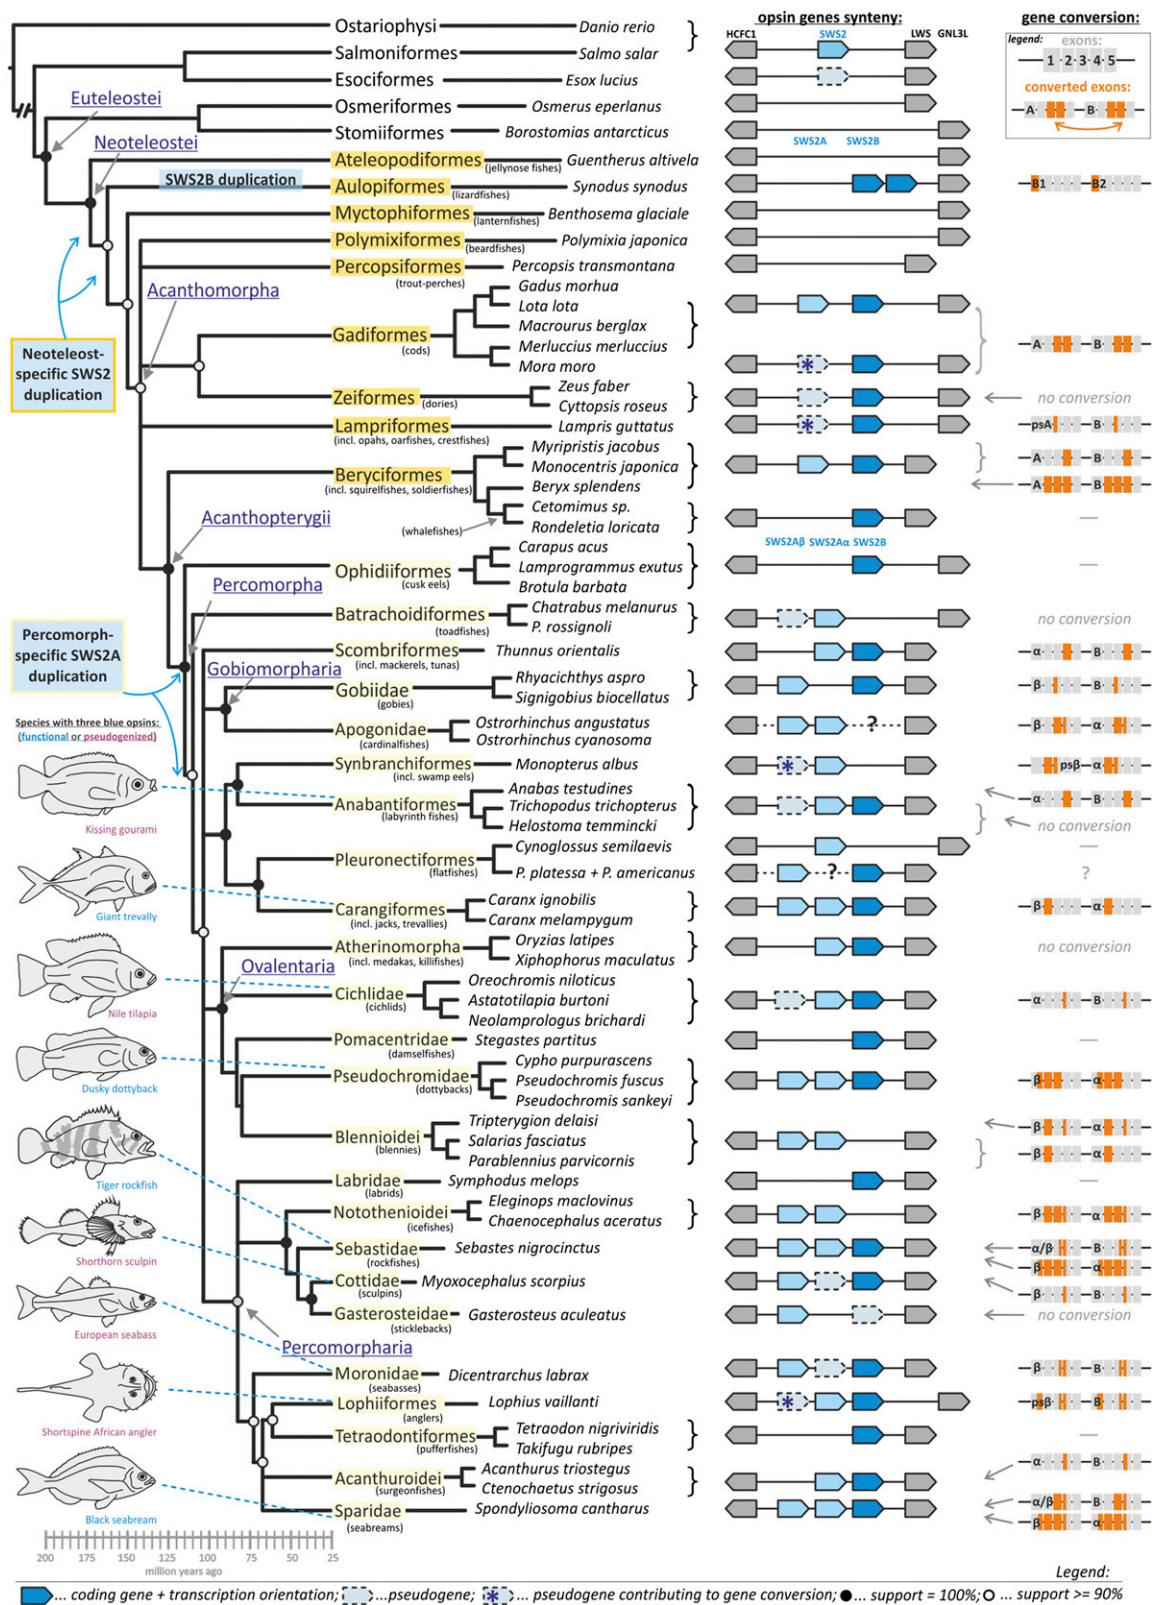 opsin genes synteny:
gene conversion:
HCFC1
SWS2
LWS
GNL3L
legend:
exons:
1 2 3 4 5
converted exons:
A B
Ostariophysi Danio rerio
Salmoniformes Salmo salar
Esociformes Esox lucius
Osmeriformes Osmerus eperlanus
Stomiiformes Borostomias antarcticus
Euteleostei
Neoteleostei
SWS2A SWS2B
Ateleopodiformes Guentherus altivela
(jellynose fishes)
SWS2B duplication
Aulopiformes Synodus synodus
(lizardfishes)
B1 B2
Myctophiformes Benthosema glaciale
(lanternfishes)
Polymixiformes Polymixia japonica
(beardfishes)
Percopsiformes Percopsis transmontana
(trout-perches)
Acanthomorpha
Gadus morhua
Lota lota
Gadiformes Macrourus berglax
(cods)
Merluccius merluccius
Mora moro
*
A B
Neoteleost-
specific SWS2
duplication
Zeus faber
Zeiformes (dories)
Cyttopsis roseus
no conversion
Lampriformes Lampris guttatus
(incl. opahs, oarfishes, crestfishes)
*
psA B
Myripristis jacobus
Monocentris japonica
A B
Beryciformes
(incl. squirelfishes, soldierfishes)
Beryx splendens
A B
Cetomimus sp.
(whalefishes)
Rondeletia loricata
—
Acanthopterygii
SWS2Aβ SWS2Aα SWS2B
Carapus acus
Ophidiiformes Lamprogrammus exutus
(cusk eels)
Brotula barbata
—
Percomorpha
Chatrabus melanurus
Batrachoidiformes
(toadfishes)
P. rossignoli
no conversion
Percomorph-
specific SWS2A
duplication
Scombriformes Thunnus orientalis
(incl. mackerels, tunas)
α B
Gobiomorpharia
Rhyacichthys aspro
Gobiidae
(gobies)
Signigobius biocellatus
β B
Ostrorhinchus angustatus
Apogonidae
(cardinalfishes)
Ostrorhinchus cyanosoma
?
β α
Species with three blue opsins:
(functional or pseudogenized)
Synbranchiformes Monopterus albus
(incl. swamp eels)
*
psβ α
Anabas testudines
Anabantiformes Trichopodus trichopterus
(labyrinth fishes)
Helostoma temmincki
α B
no conversion
Kissing gourami
Cynoglossus semilaevis
Pleuronectiformes
(flatfishes)
—
P. platessa + P. americanus
?
?
Giant trevally
Caranx ignobilis
Carangiformes
(incl. jacks, trevallies)
Caranx melampygum
β α
Oryzias latipes
Atherinomorpha
(incl. medakas, killifishes)
Xiphophorus maculatus
no conversion
Ovalentaria
Oreochromis niloticus
Cichlidae Astatotilapia burtoni
(cichlids)
Neolamprologus brichardi
α B
Nile tilapia
Pomacentridae Stegastes partitus
(damselfishes)
—
Cypho purpurascens
Pseudochromidae Pseudochromis fuscus
(dottybacks)
Pseudochromis sankeyi
β α
Dusky dottyback
Tripterygion delaisi
Blennioidei Salarias fasciatus
(blennies)
Parablennius parvicornis
β α
β α
Tiger rockfish
Labridae Symphodus melops
(labrids)
—
Eleginops maclovinus
Notothenioidei
(icefishes)
Chaenocephalus aceratus
β α
Sebastidae Sebastes nigrocinctus
(rockfishes)
α/β B
β α
Shorthorn sculpin
Cottidae Myoxocephalus scorpius
(sculpins)
β B
Gasterosteidae Gasterosteus aculeatus
(sticklebacks)
no conversion
European seabass
Percomorpharia
Moronidae Dicentrarchus labrax
(seabasses)
β B
Lophiiformes Lophius vaillanti
(anglers)
*
psβ B
Shortspine African angler
Tetraodon nigriviridis
Tetraodontiformes
(pufferfishes)
Takifugu rubripes
—
Acanthurus triostegus
Acanthuroidei
(surgeonfishes)
Ctenochaetus strigosus
α B
Sparidae Spondyliosoma cantharus
(seabreams)
α/β B
β α
Black seabream
200 175 150 125 100 75 50 25
million years ago
Legend:
... coding gene + transcription orientation; ...pseudogene; * ... pseudogene contributing to gene conversion; ... support = 100%; ... support >= 90%